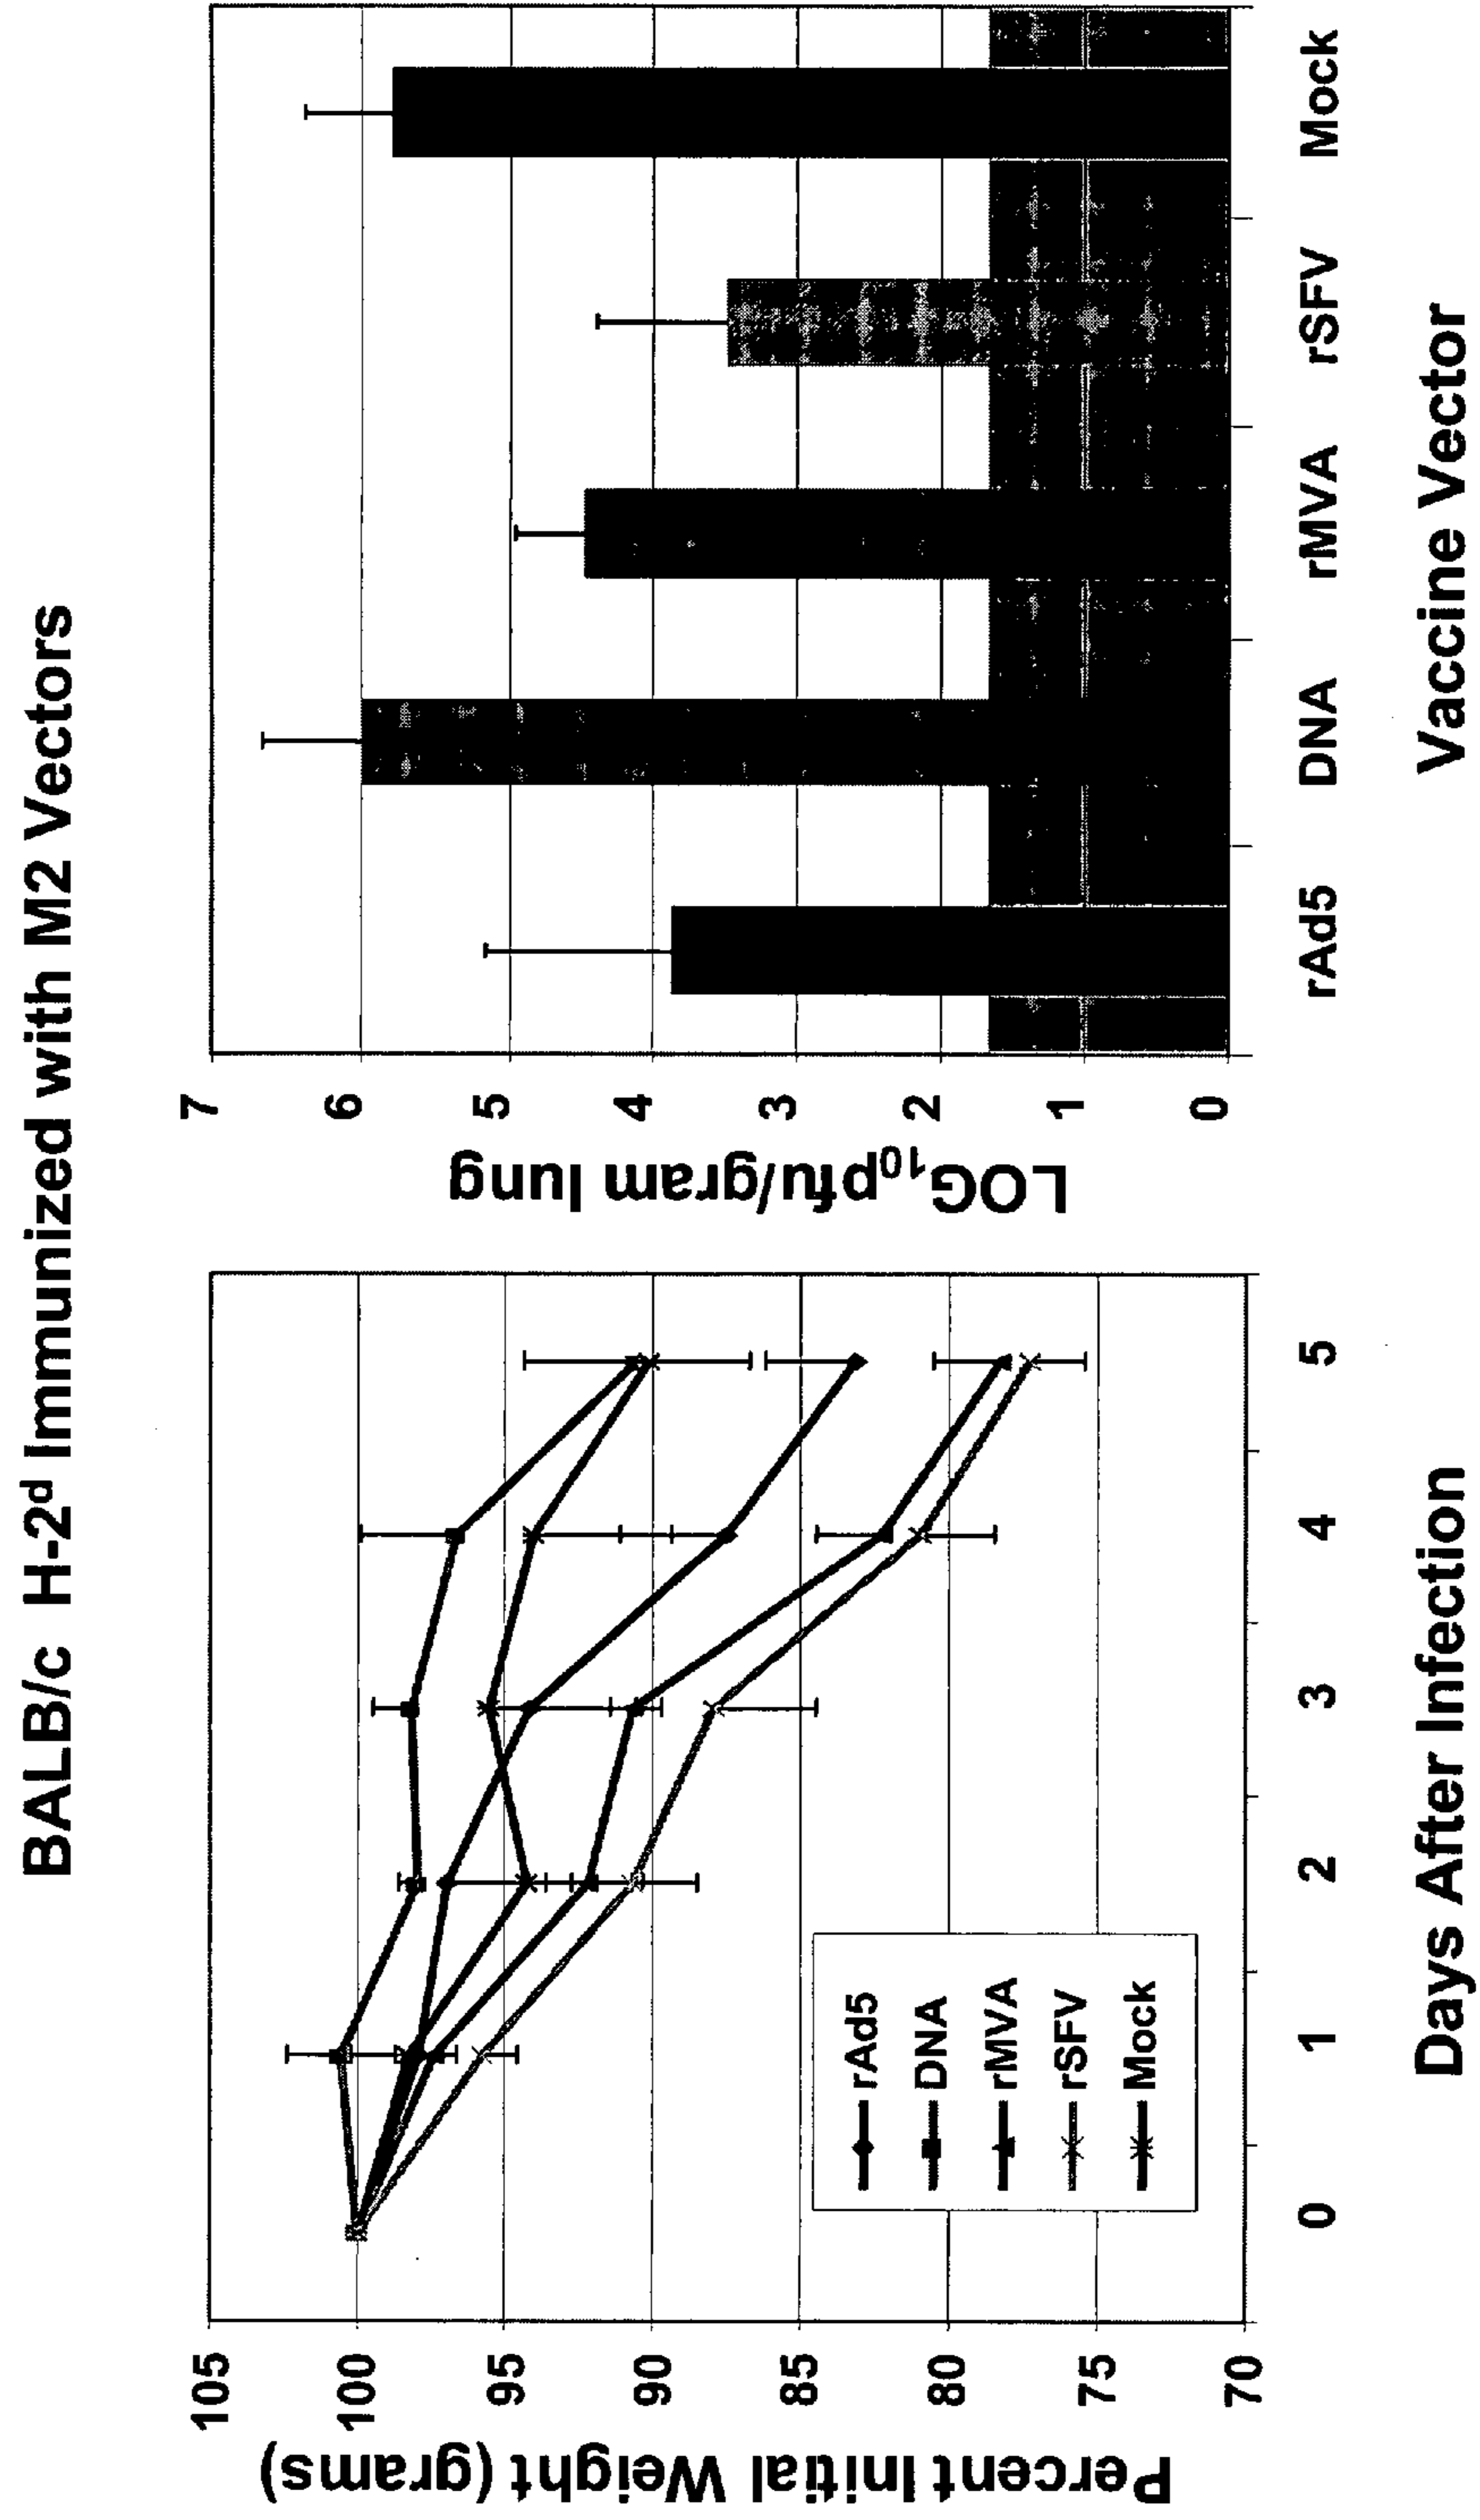 BALB/c H-2d Immunized with M2 Vectors
Percent Initial Weight (grams)
105
100
95
90
85
80
75
70
rAd5
DNA
rMVA
rSFV
Mock
0 1 2 3 4 5
Days After Infection
LOG10pfu/gram lung
7
6
5
4
3
2
1
0
rAd5 DNA rMVA rSFV Mock
Vaccine Vector